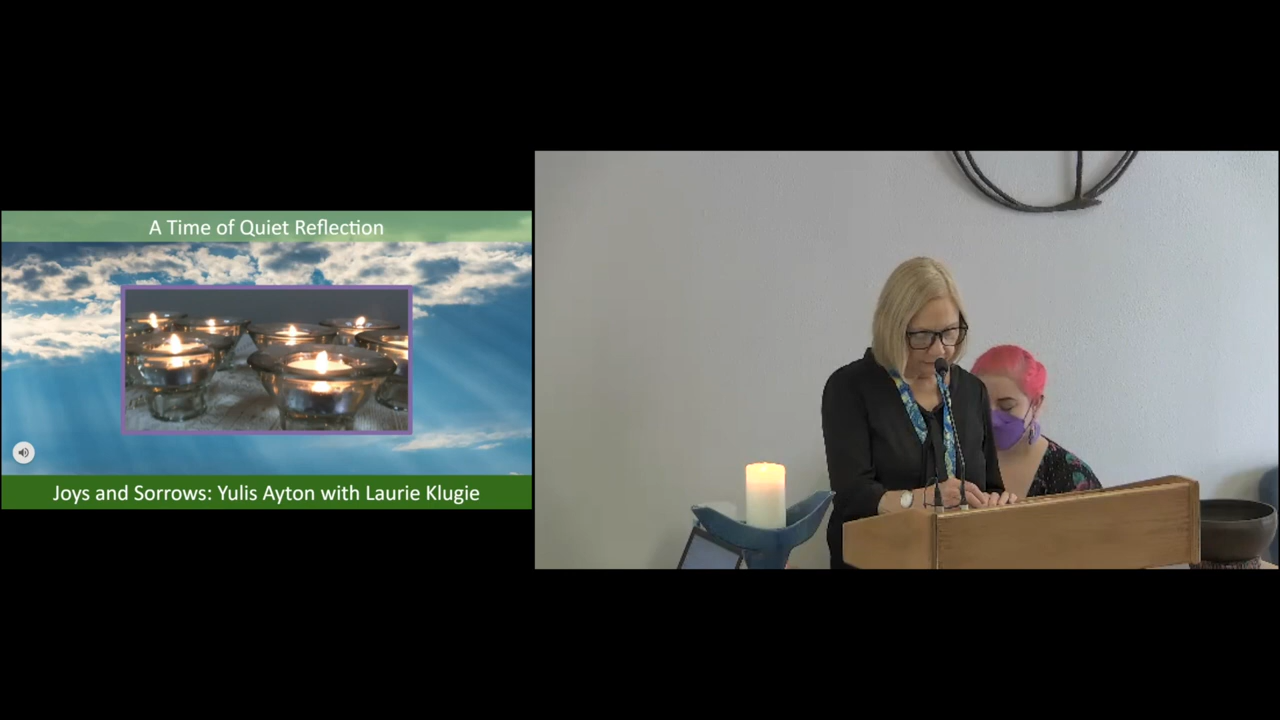 A Time of Quiet Reflection
Joys and Sorrows: Yulis Ayton with Laurie Klugie